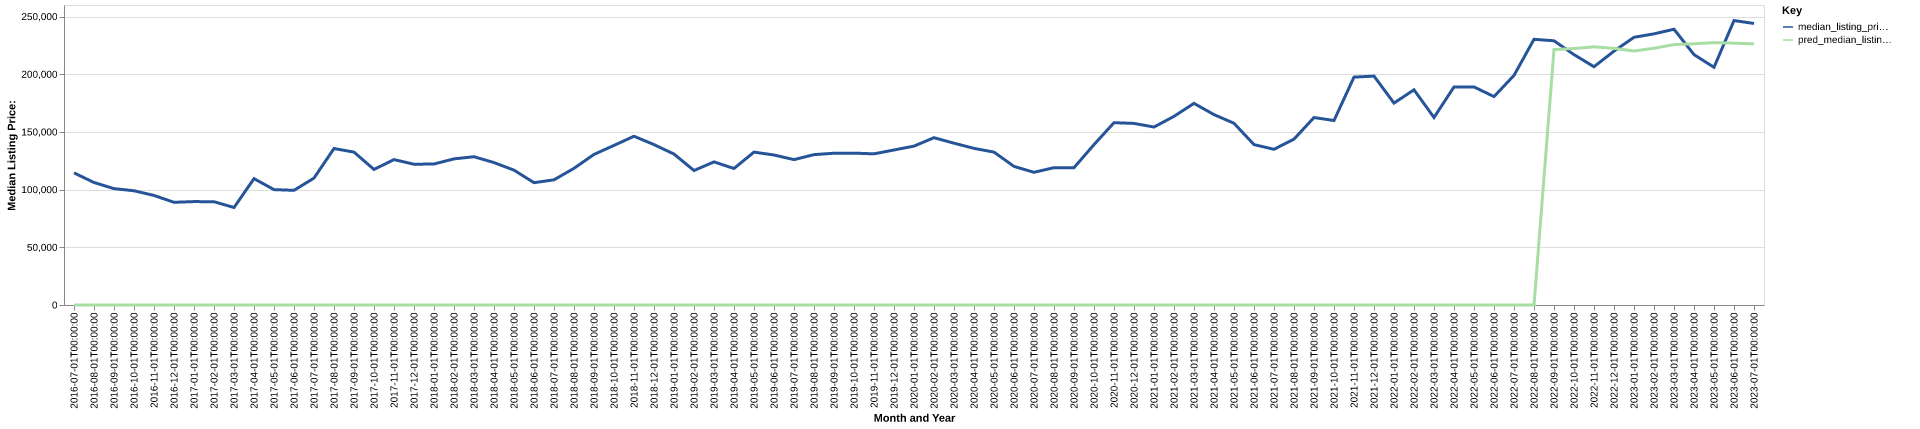 250,000
200,000
150,000
100,000
50,000
0
Median Listing Price:
2016-07-01T00:00:00
2016-08-01T00:00:00
2016-09-01T00:00:00
2016-10-01T00:00:00
2016-11-01T00:00:00
2016-12-01T00:00:00
2017-01-01T00:00:00
2017-02-01T00:00:00
2017-03-01T00:00:00
2017-04-01T00:00:00
2017-05-01T00:00:00
2017-06-01T00:00:00
2017-07-01T00:00:00
2017-08-01T00:00:00
2017-09-01T00:00:00
2017-10-01T00:00:00
2017-11-01T00:00:00
2017-12-01T00:00:00
2018-01-01T00:00:00
2018-02-01T00:00:00
2018-03-01T00:00:00
2018-04-01T00:00:00
2018-05-01T00:00:00
2018-06-01T00:00:00
2018-07-01T00:00:00
2018-08-01T00:00:00
2018-09-01T00:00:00
2018-10-01T00:00:00
2018-11-01T00:00:00
2018-12-01T00:00:00
2019-01-01T00:00:00
2019-02-01T00:00:00
2019-03-01T00:00:00
2019-04-01T00:00:00
2019-05-01T00:00:00
2019-06-01T00:00:00
2019-07-01T00:00:00
2019-08-01T00:00:00
2019-09-01T00:00:00
2019-10-01T00:00:00
2019-11-01T00:00:00
2019-12-01T00:00:00
2020-01-01T00:00:00
2020-02-01T00:00:00
2020-03-01T00:00:00
2020-04-01T00:00:00
2020-05-01T00:00:00
2020-06-01T00:00:00
2020-07-01T00:00:00
2020-08-01T00:00:00
2020-09-01T00:00:00
2020-10-01T00:00:00
2020-11-01T00:00:00
2020-12-01T00:00:00
2021-01-01T00:00:00
2021-02-01T00:00:00
2021-03-01T00:00:00
2021-04-01T00:00:00
2021-05-01T00:00:00
2021-06-01T00:00:00
2021-07-01T00:00:00
2021-08-01T00:00:00
2021-09-01T00:00:00
2021-10-01T00:00:00
2021-11-01T00:00:00
2021-12-01T00:00:00
2022-01-01T00:00:00
2022-02-01T00:00:00
2022-03-01T00:00:00
2022-04-01T00:00:00
2022-05-01T00:00:00
2022-06-01T00:00:00
2022-07-01T00:00:00
2022-08-01T00:00:00
2022-09-01T00:00:00
2022-10-01T00:00:00
2022-11-01T00:00:00
2022-12-01T00:00:00
2023-01-01T00:00:00
2023-02-01T00:00:00
2023-03-01T00:00:00
2023-04-01T00:00:00
2023-05-01T00:00:00
2023-06-01T00:00:00
2023-07-01T00:00:00
Month and Year
Key
median_listing_pri…
pred_median_listin…